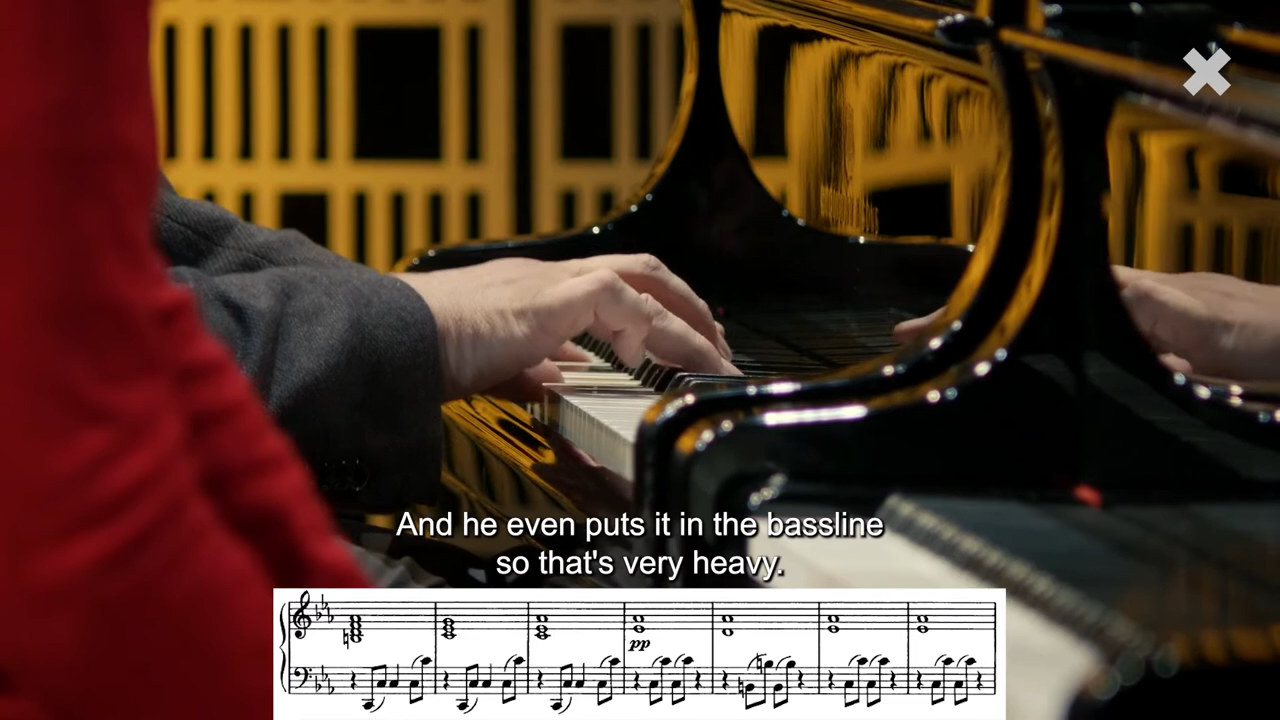 And he even puts it in the bassline
so that's very heavy.
pp